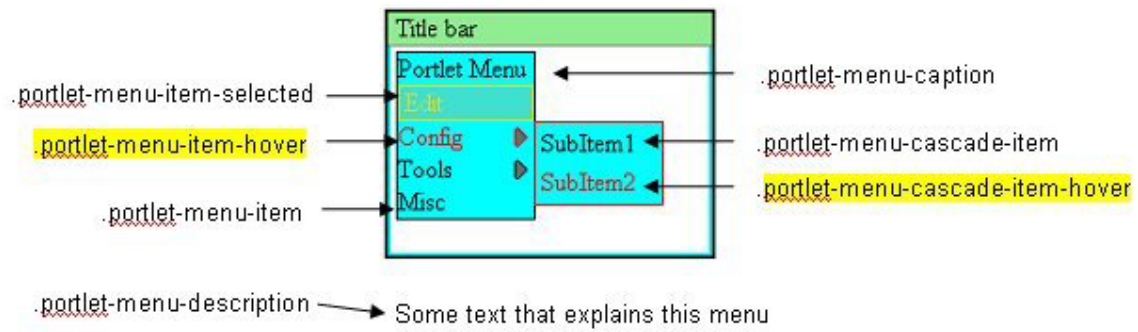 Title bar
Portlet Menu
.portlet-menu-caption
.portlet-menu-item-selected
Edit
.portlet-menu-item-hover
Config
SubItem1
.portlet-menu-cascade-item
Tools
SubItem2
.portlet-menu-cascade-item-hover
.portlet-menu-item
Misc
.portlet-menu-description
Some text that explains this menu